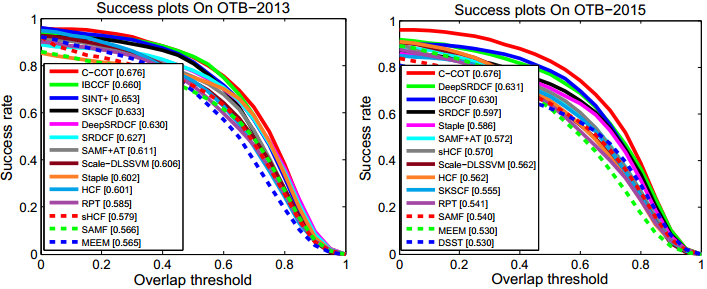 Success plots On OTB−2013
Success rate
1
0.8
0.6
0.4
0.2
0
C−COT [0.676]
IBCCF [0.660]
SINT+ [0.653]
SKSCF [0.633]
DeepSRDCF [0.630]
SRDCF [0.627]
SAMF+AT [0.611]
Scale−DLSSVM [0.606]
Staple [0.602]
HCF [0.601]
RPT [0.585]
sHCF [0.579]
SAMF [0.566]
MEEM [0.565]
0 0.2 0.4 0.6 0.8 1
Overlap threshold
Success plots On OTB−2015
Success rate
1
0.8
0.6
0.4
0.2
0
C−COT [0.676]
DeepSRDCF [0.631]
IBCCF [0.630]
SRDCF [0.597]
Staple [0.586]
SAMF+AT [0.572]
sHCF [0.570]
Scale−DLSSVM [0.562]
HCF [0.562]
SKSCF [0.555]
RPT [0.541]
SAMF [0.540]
MEEM [0.530]
DSST [0.530]
0 0.2 0.4 0.6 0.8 1
Overlap threshold